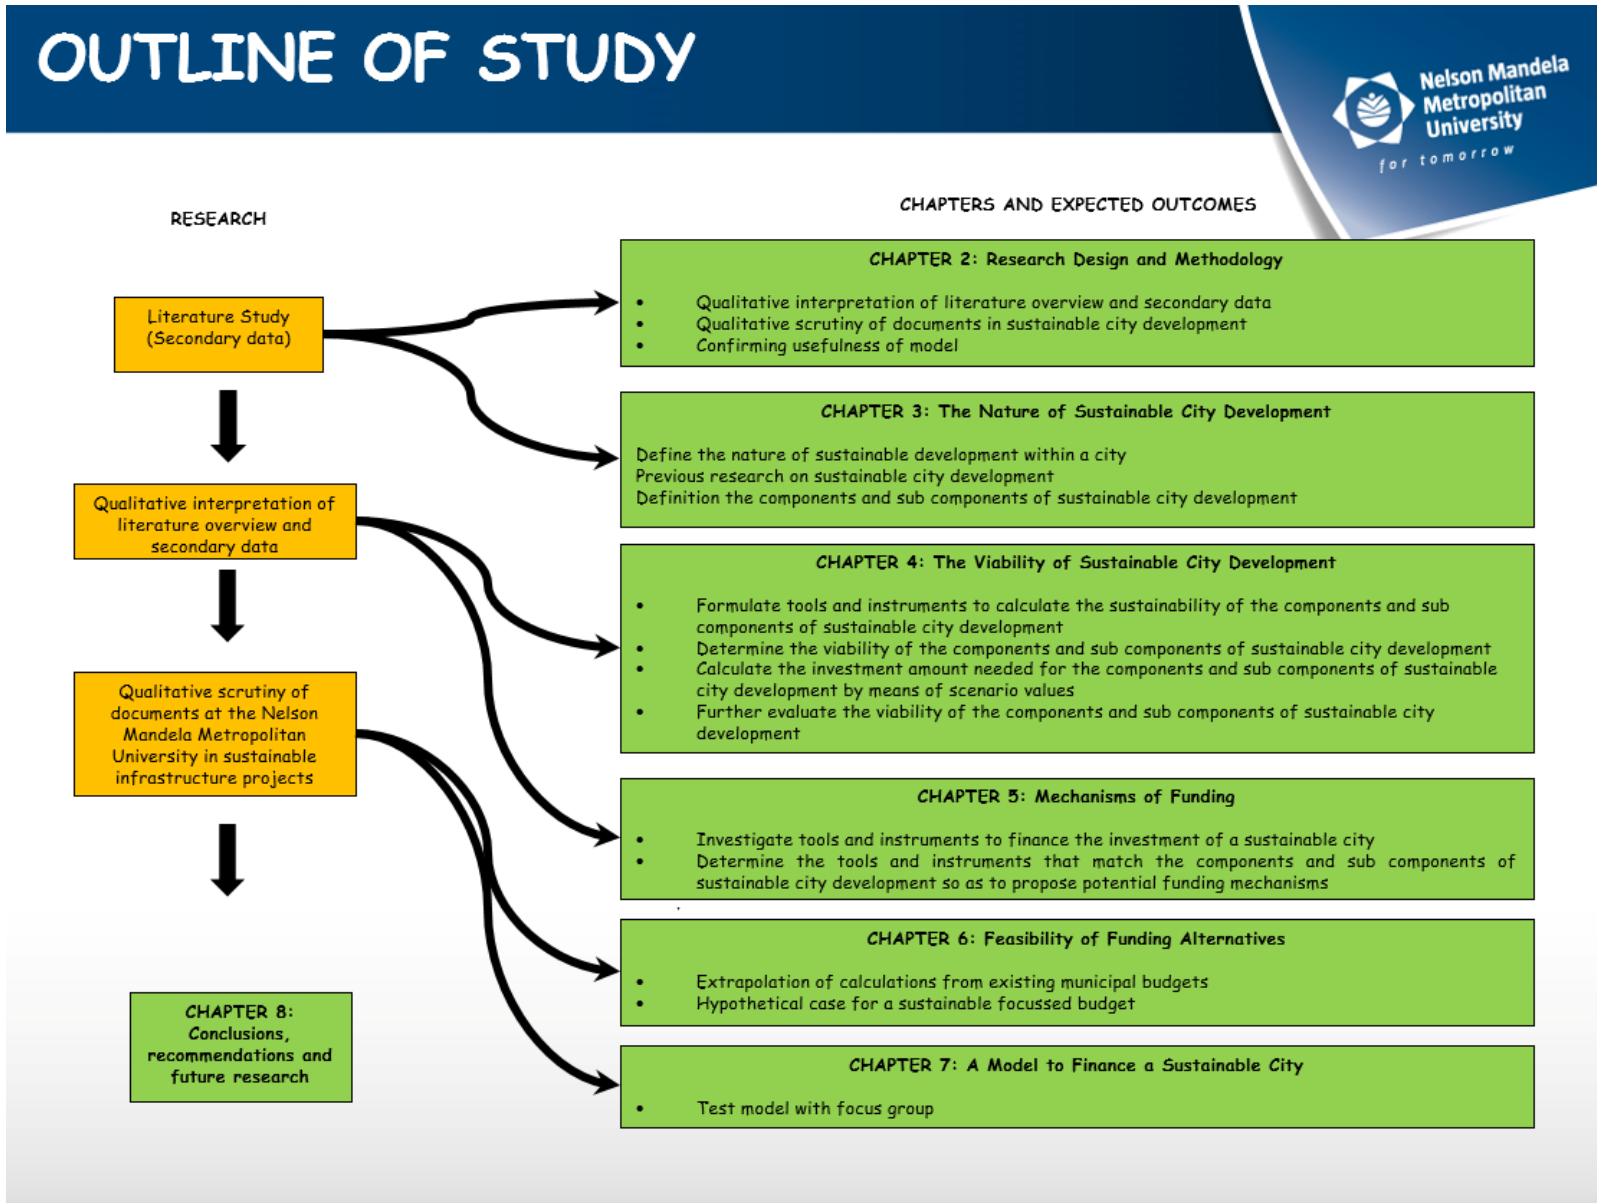 OUTLINE OF STUDY
Nelson Mandela
Metropolitan
University
for tomorrow
RESEARCH
Literature Study
(Secondary data)
Qualitative interpretation of
literature overview and
secondary data
Qualitative scrutiny of
documents at the Nelson
Mandela Metropolitan
University in sustainable
infrastructure projects
CHAPTER 8:
Conclusions,
recommendations and
future research
CHAPTERS AND EXPECTED OUTCOMES
CHAPTER 2: Research Design and Methodology
• Qualitative interpretation of literature overview and secondary data
• Qualitative scrutiny of documents in sustainable city development
• Confirming usefulness of model
CHAPTER 3: The Nature of Sustainable City Development
Define the nature of sustainable development within a city
Previous research on sustainable city development
Definition the components and sub components of sustainable city development
CHAPTER 4: The Viability of Sustainable City Development
• Formulate tools and instruments to calculate the sustainability of the components and sub
components of sustainable city development
• Determine the viability of the components and sub components of sustainable city development
• Calculate the investment amount needed for the components and sub components of sustainable
city development by means of scenario values
• Further evaluate the viability of the components and sub components of sustainable city
development
CHAPTER 5: Mechanisms of Funding
• Investigate tools and instruments to finance the investment of a sustainable city
• Determine the tools and instruments that match the components and sub components of
sustainable city development so as to propose potential funding mechanisms
CHAPTER 6: Feasibility of Funding Alternatives
• Extrapolation of calculations from existing municipal budgets
• Hypothetical case for a sustainable focussed budget
CHAPTER 7: A Model to Finance a Sustainable City
• Test model with focus group